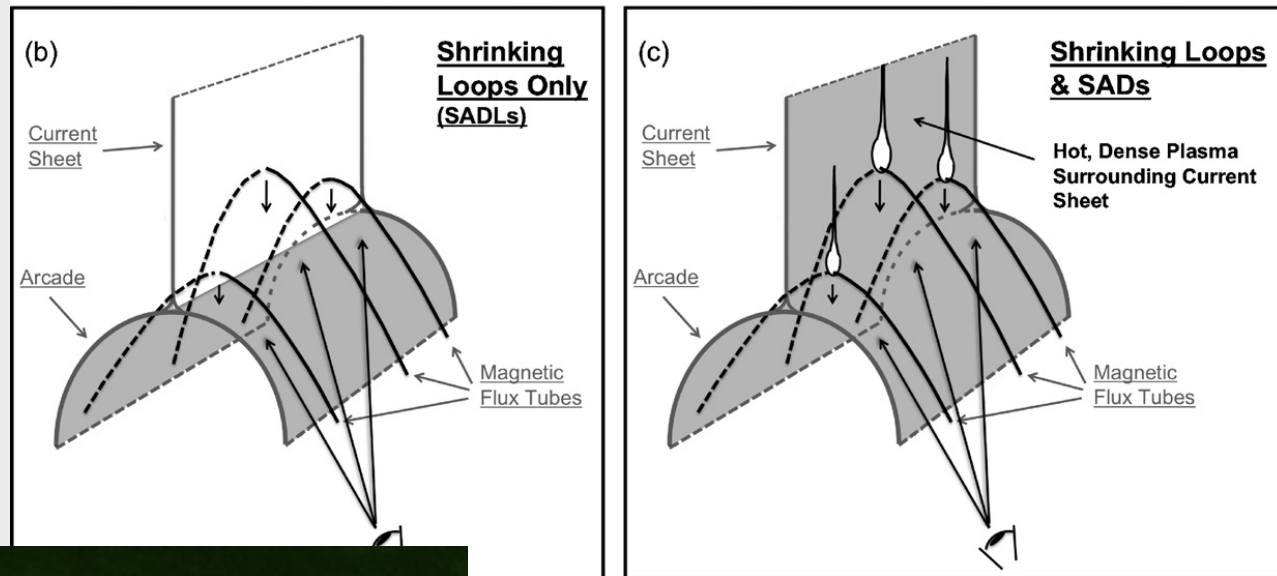 (b)
Shrinking
Loops Only
(SADLs)
Current
Sheet
Arcade
Magnetic
Flux Tubes
(c)
Shrinking Loops
& SADs
Current
Sheet
Hot, Dense Plasma
Surrounding Current
Sheet
Arcade
Magnetic
Flux Tubes